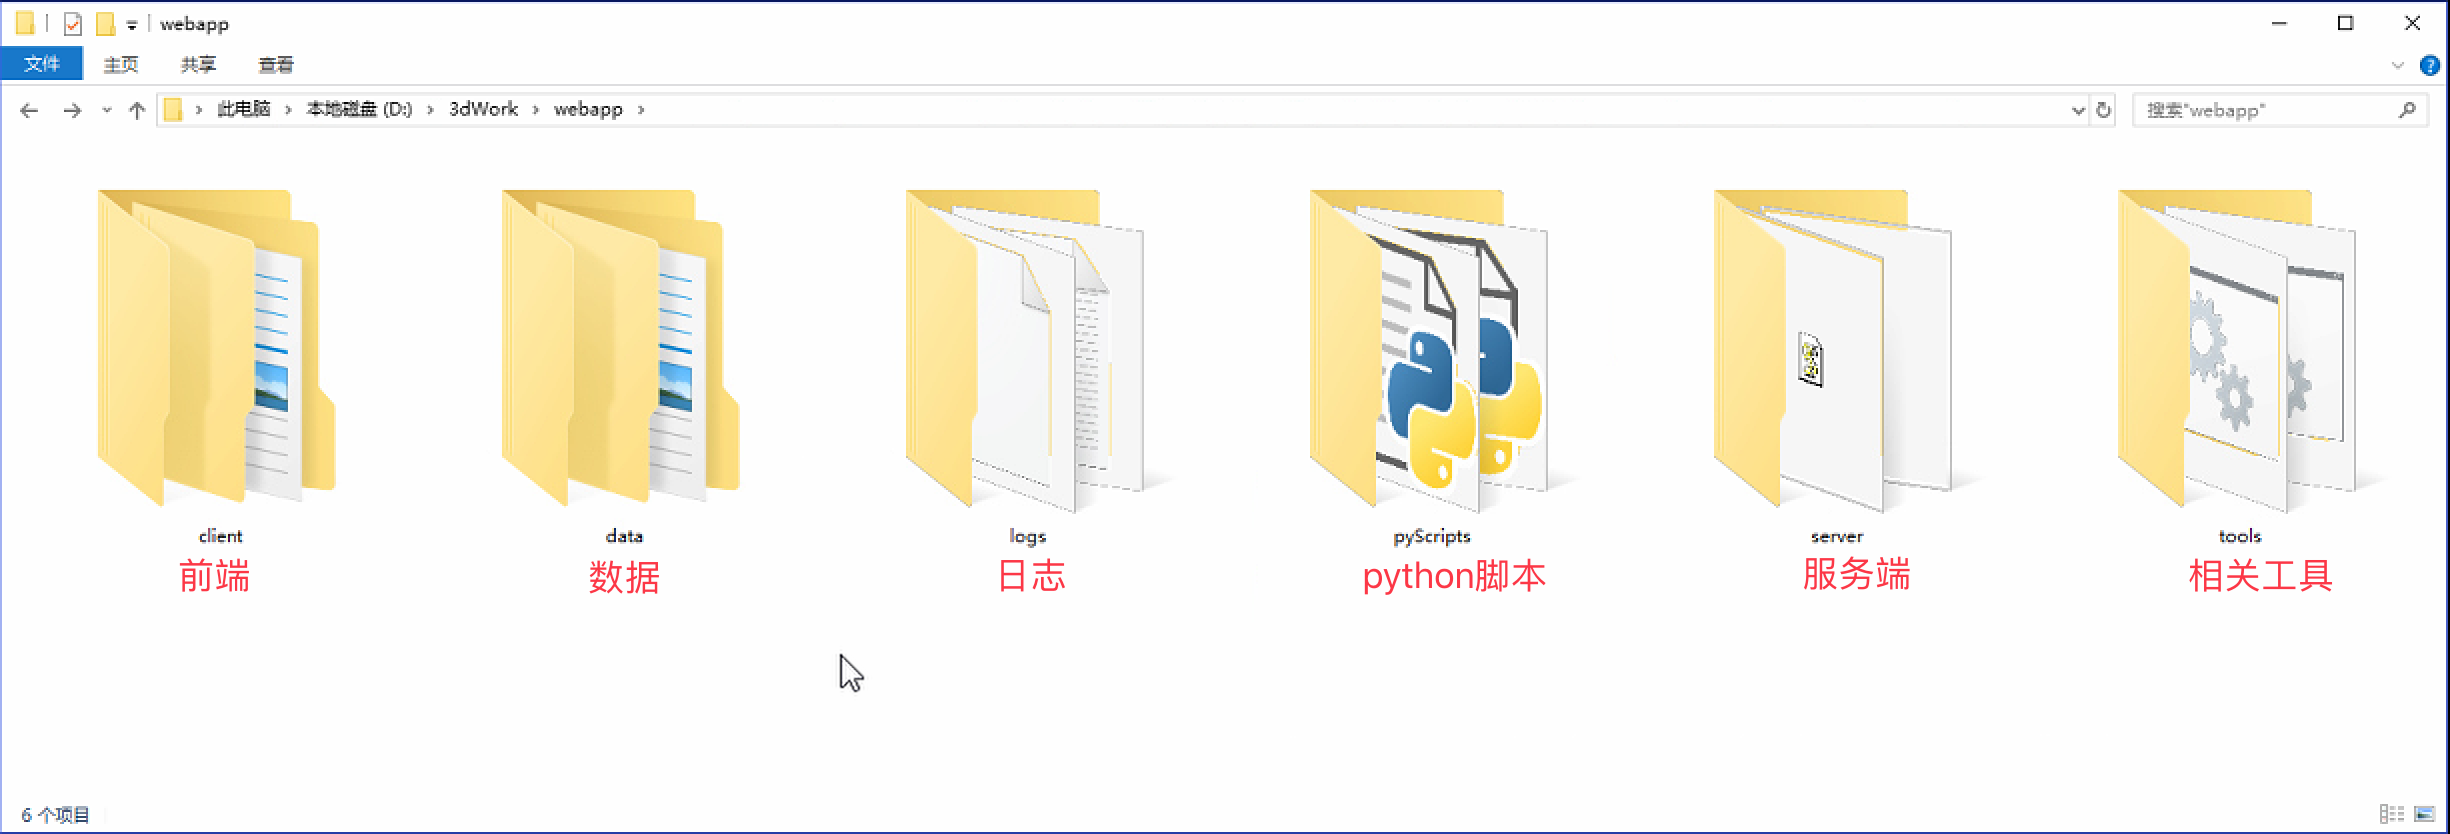 webapp
文件 主页 共享 查看
此电脑 › 本地磁盘 (D:) › 3dWork › webapp ›
搜索"webapp"
client data logs pyScripts server tools
前端 数据 日志 python脚本 服务端 相关工具
6 个项目